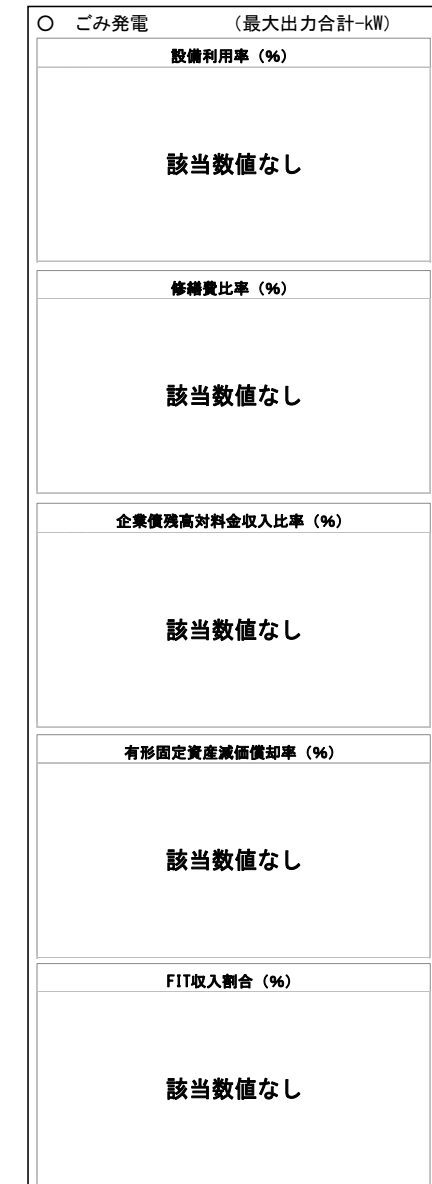 ○　ごみ発電　（最大出力合計-kW）
設備利用率（％）
該当数値なし
修繕費比率（％）
該当数値なし
企業債残高対料金収入比率（％）
該当数値なし
有形固定資産減価償却率（％）
該当数値なし
FIT収入割合（％）
該当数値なし